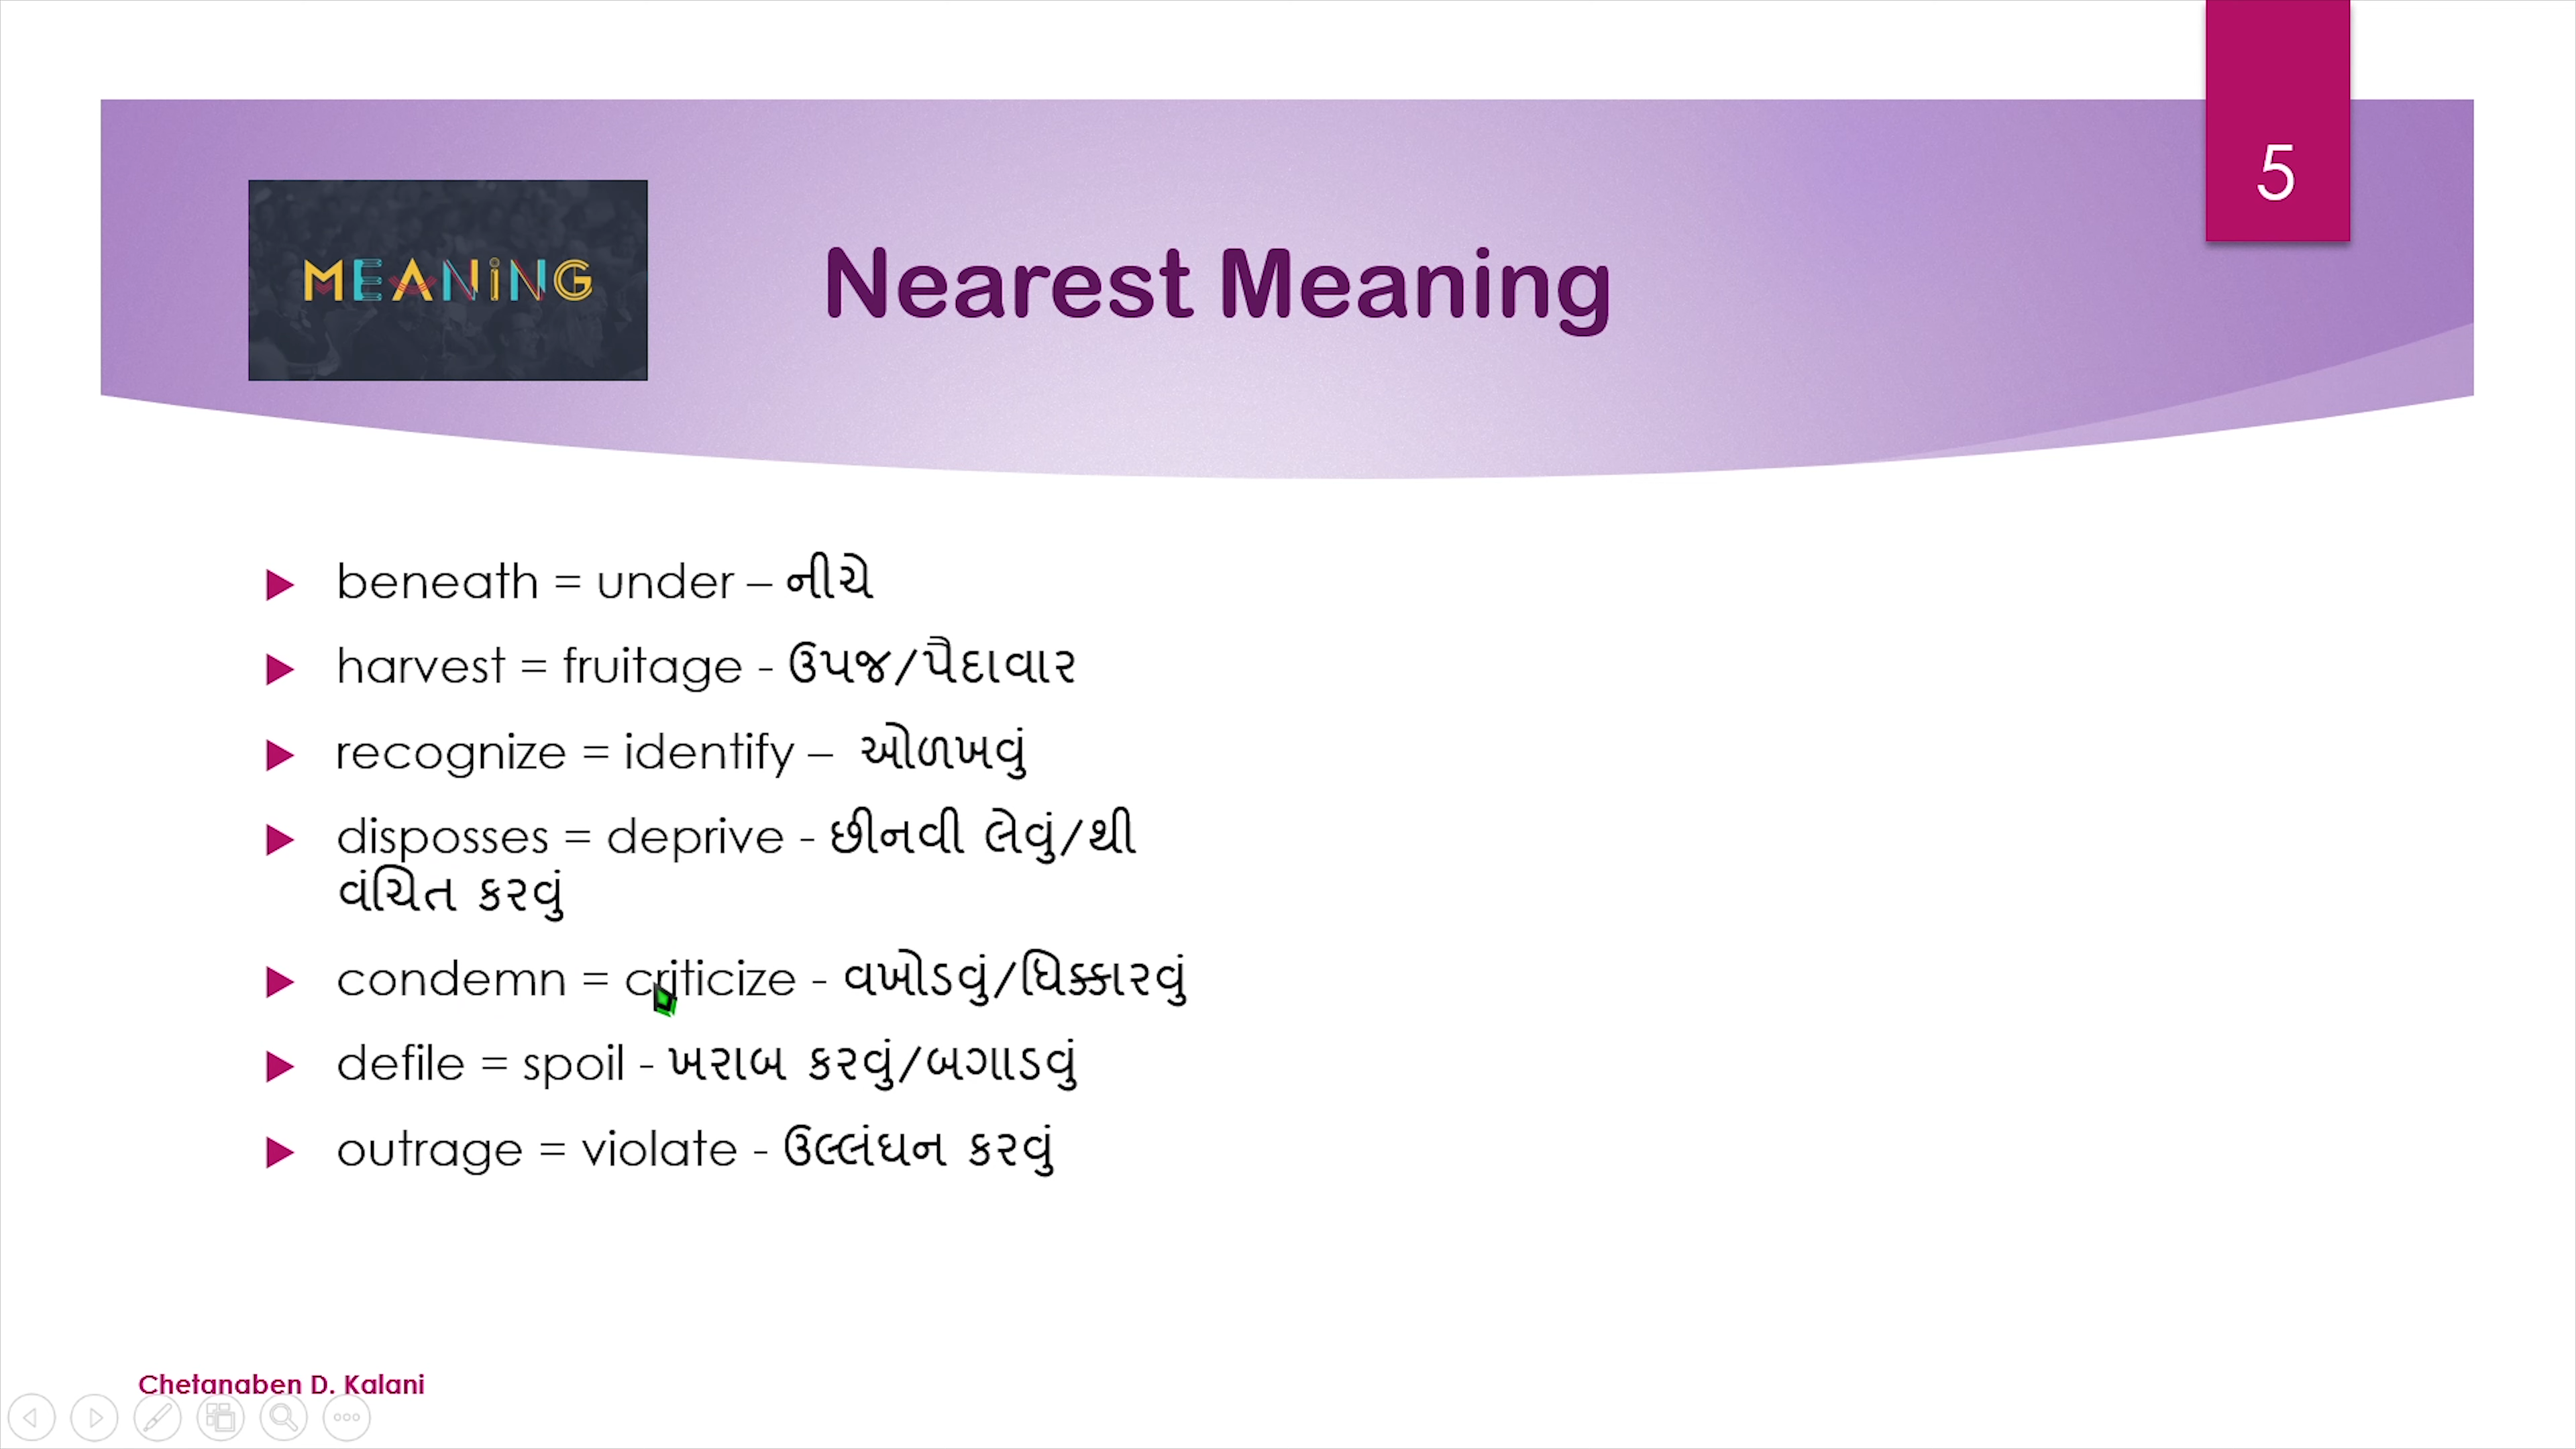 5
MEANiNG
Nearest Meaning
beneath = under – નીચે
harvest = fruitage - ઉપજ/પૈદાવાર
recognize = identify – ઓળખવું
disposses = deprive - છીનવી લેવું/થી
વંચિત કરવું
condemn = criticize - વખોડવું/ધિક્કારવું
defile = spoil - ખરાબ કરવું/બગાડવું
outrage = violate - ઉલ્લંઘન કરવું
Chetanaben D. Kalani